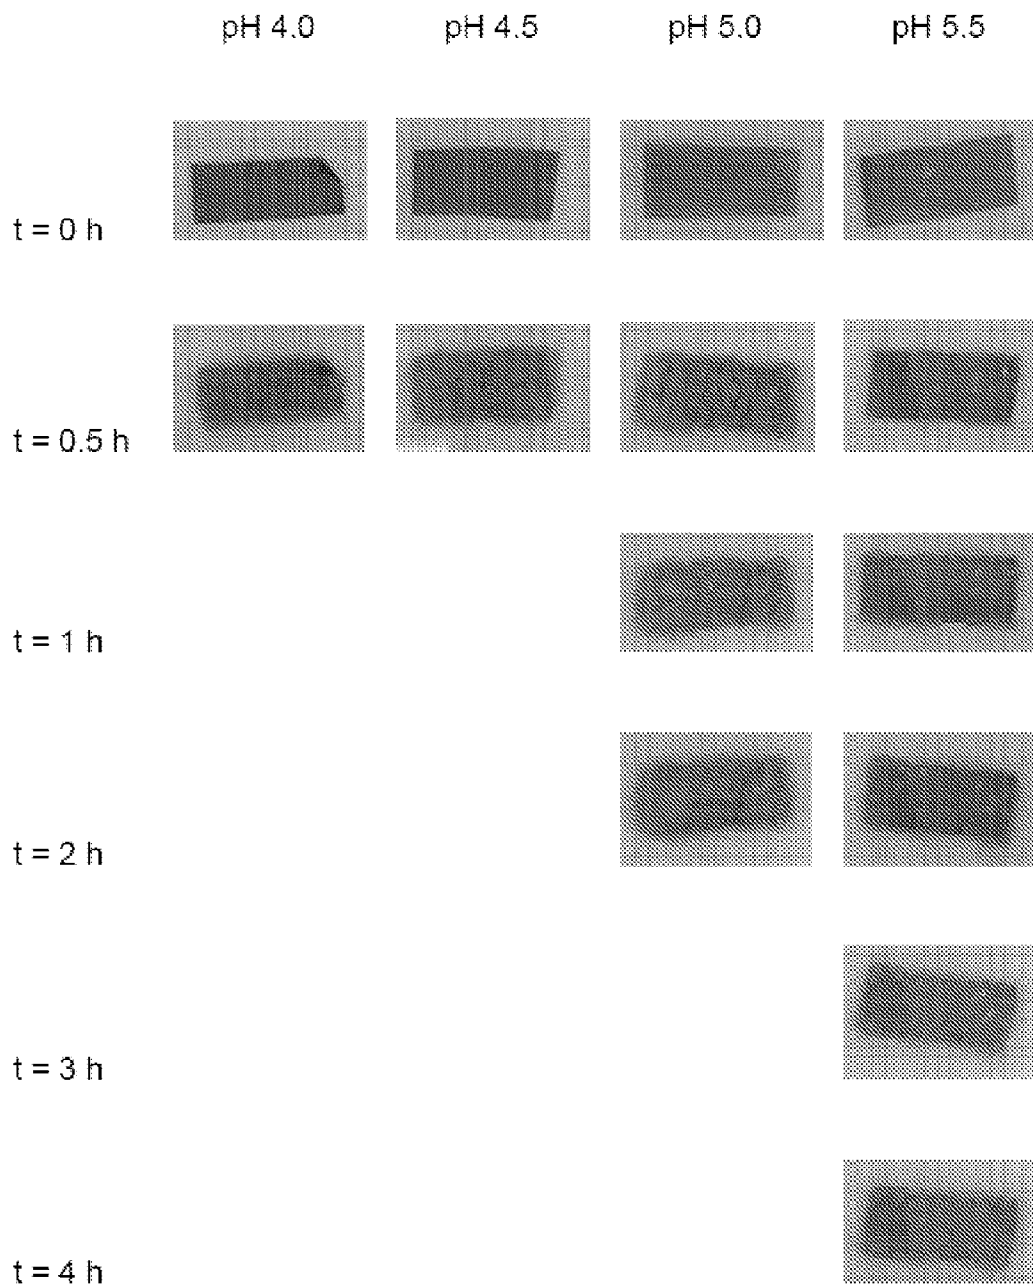 pH 4.0 pH 4.5 pH 5.0 pH 5.5
t = 0 h
t = 0.5 h
t = 1 h
t = 2 h
t = 3 h
t = 4 h